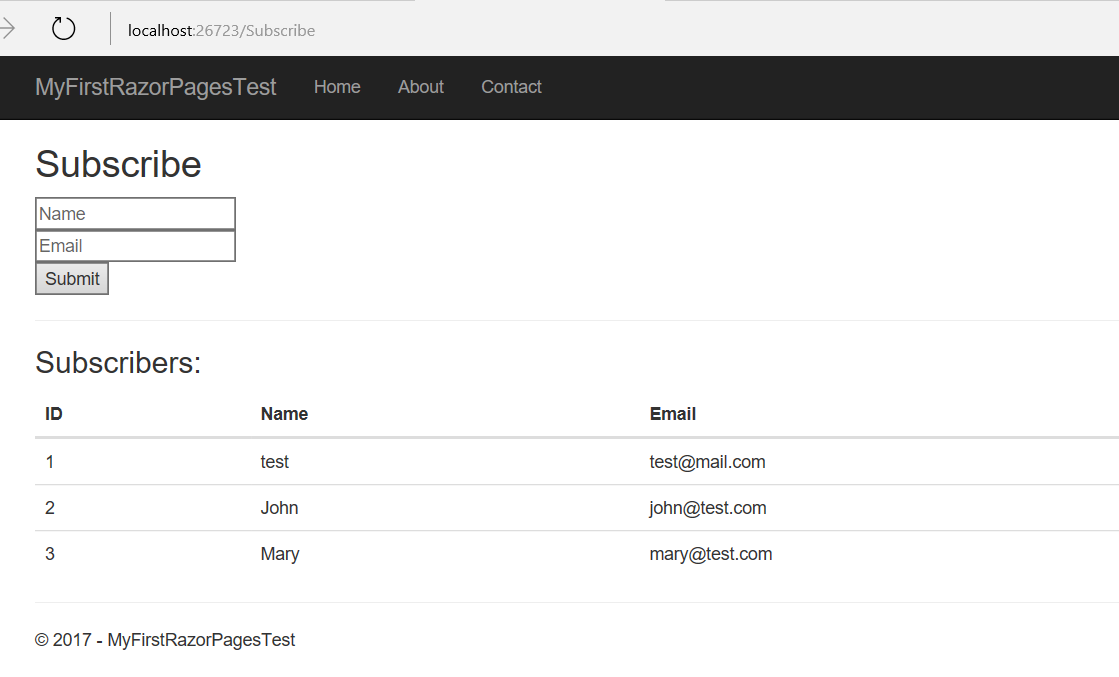 localhost:26723/Subscribe
MyFirstRazorPagesTest Home About Contact
Subscribe
Name
Email
Submit
Subscribers:
ID Name Email
1 test test@mail.com
2 John john@test.com
3 Mary mary@test.com
© 2017 - MyFirstRazorPagesTest